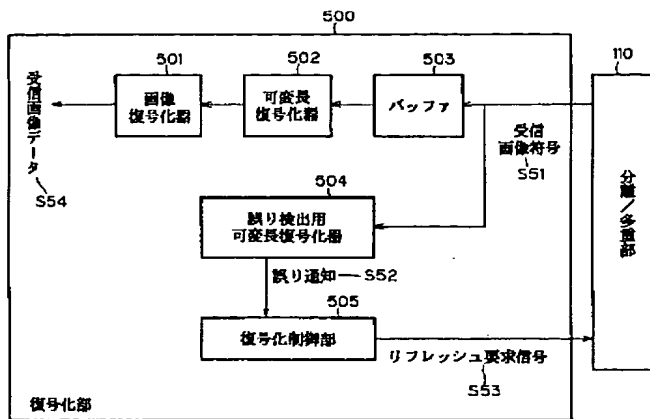 500
501
502
503
110
画像
復号化器
可変長
復号化器
バッファ
受信画像データ
S54
受信
画像符号
S51
分離/多重部
504
誤り検出用
可変長復号化器
誤り通知
S52
505
復号化制御部
リフレッシュ要求信号
S53
復号化部